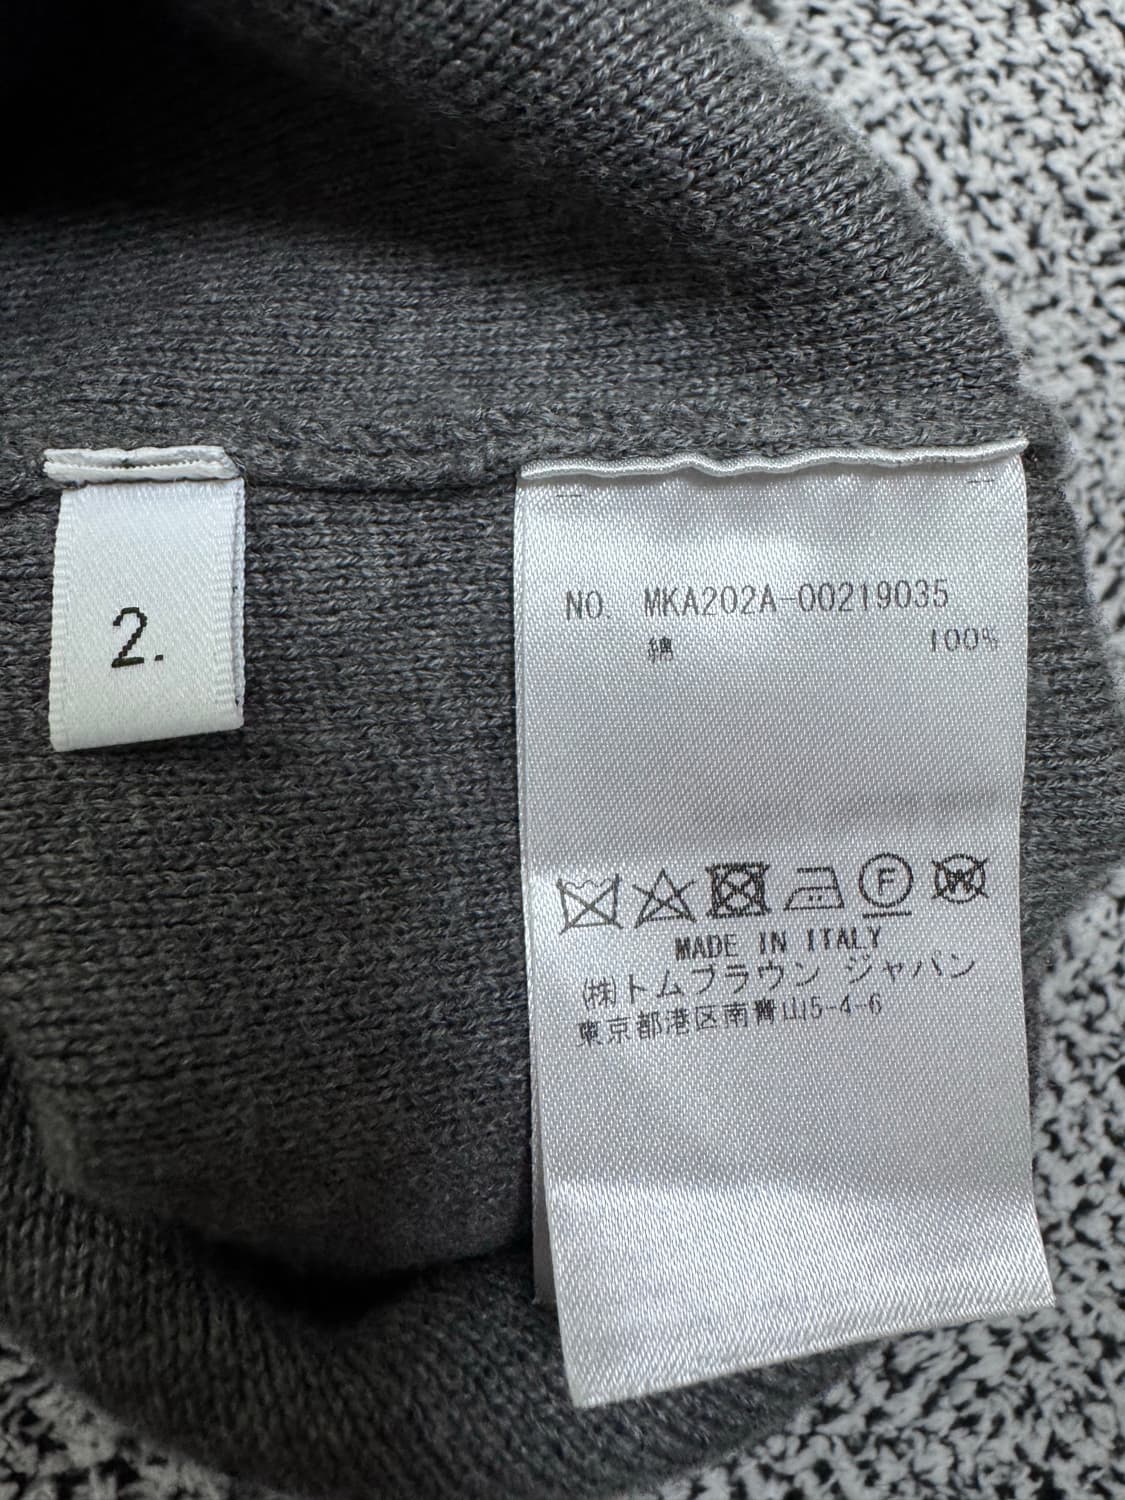 2.
NO. MKA202A-00219035
綿 100%
F W
MADE IN ITALY
(株)トムブラウン ジャパン
東京都港区南青山5-4-6